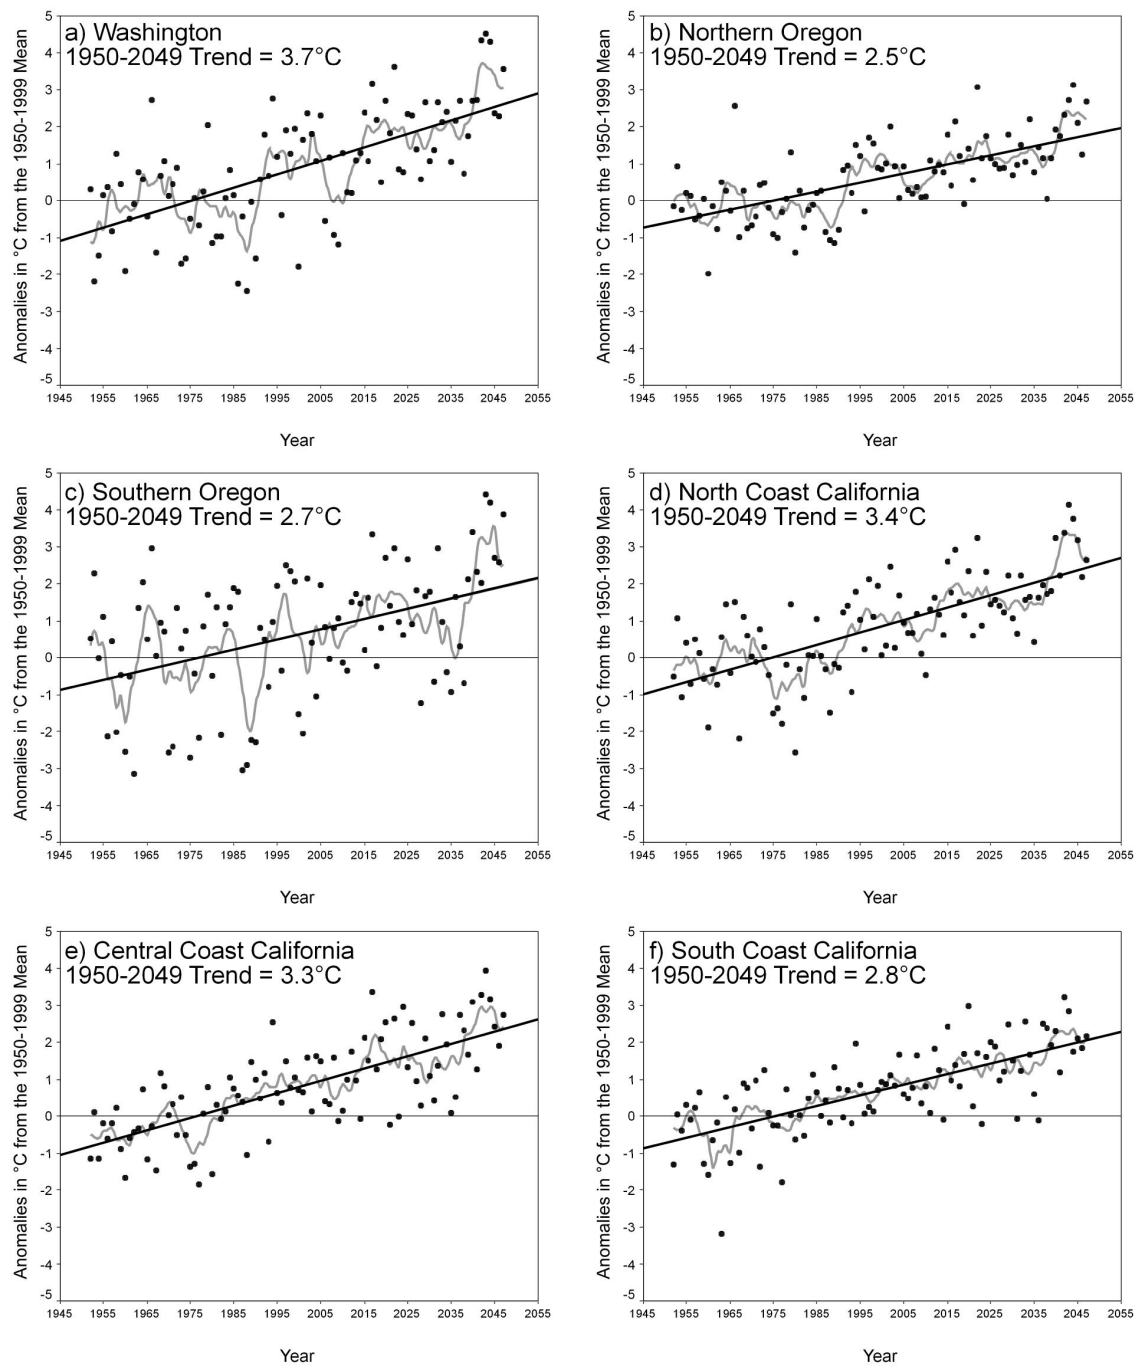 a) Washington
1950-2049 Trend = 3.7°C
Anomalies in °C from the 1950-1999 Mean
5
4
3
2
1
0
-1
-2
-3
-4
-5
1945 1955 1965 1975 1985 1995 2005 2015 2025 2035 2045 2055
Year
b) Northern Oregon
1950-2049 Trend = 2.5°C
Anomalies in °C from the 1950-1999 Mean
5
4
3
2
1
0
-1
-2
-3
-4
-5
1945 1955 1965 1975 1985 1995 2005 2015 2025 2035 2045 2055
Year
c) Southern Oregon
1950-2049 Trend = 2.7°C
Anomalies in °C from the 1950-1999 Mean
5
4
3
2
1
0
-1
-2
-3
-4
-5
1945 1955 1965 1975 1985 1995 2005 2015 2025 2035 2045 2055
Year
d) North Coast California
1950-2049 Trend = 3.4°C
Anomalies in °C from the 1950-1999 Mean
5
4
3
2
1
0
-1
-2
-3
-4
-5
1945 1955 1965 1975 1985 1995 2005 2015 2025 2035 2045 2055
Year
e) Central Coast California
1950-2049 Trend = 3.3°C
Anomalies in °C from the 1950-1999 Mean
5
4
3
2
1
0
-1
-2
-3
-4
-5
1945 1955 1965 1975 1985 1995 2005 2015 2025 2035 2045 2055
Year
f) South Coast California
1950-2049 Trend = 2.8°C
Anomalies in °C from the 1950-1999 Mean
5
4
3
2
1
0
-1
-2
-3
-4
-5
1945 1955 1965 1975 1985 1995 2005 2015 2025 2035 2045 2055
Year